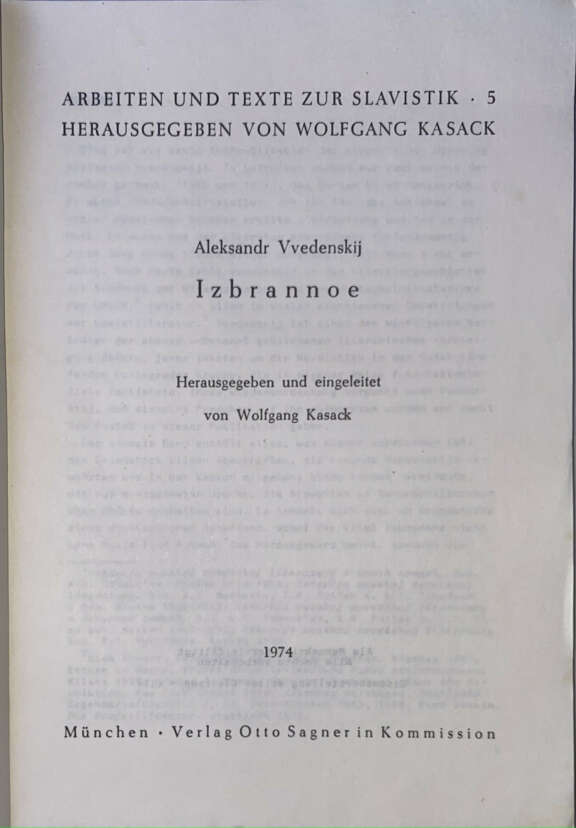 ARBEITEN UND TEXTE ZUR SLAVISTIK · 5
HERAUSGEGEBEN VON WOLFGANG KASACK
Aleksandr Vvedenskij
Izbrannoe
Herausgegeben und eingeleitet
von Wolfgang Kasack
1974
München · Verlag Otto Sagner in Kommission